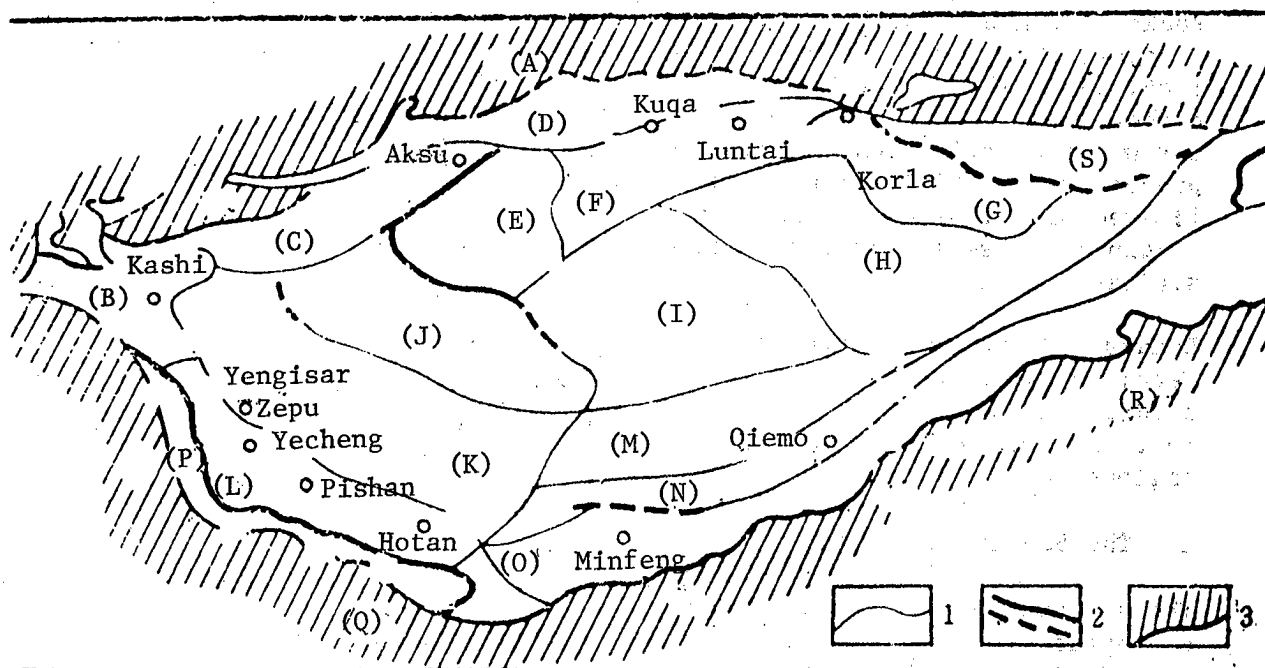 (A)
Kuqa
(D)
Aksu
Luntai
(S)
Korla
(F)
(G)
(E)
(C)
Kashi
(H)
(B)
(I)
(J)
Yengisar
Zepu
(R)
Yecheng
(M)
Qiemo
(K)
(P)
(L)
Pishan
(N)
Hotan
(O)
Minfeng
(Q)
1
2
3